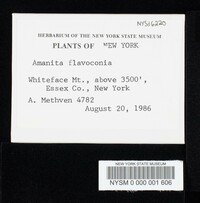 NYS16220
HERBARIUM OF THE NEW YORK STATE MUSEUM
PLANTS OF NEW YORK
Amanita flavoconia
Whiteface Mt., above 3500',
Essex Co., New York
A. Methven 4782
August 20, 1986
NEW YORK STATE MUSEUM
NYSM 0 000 001 606